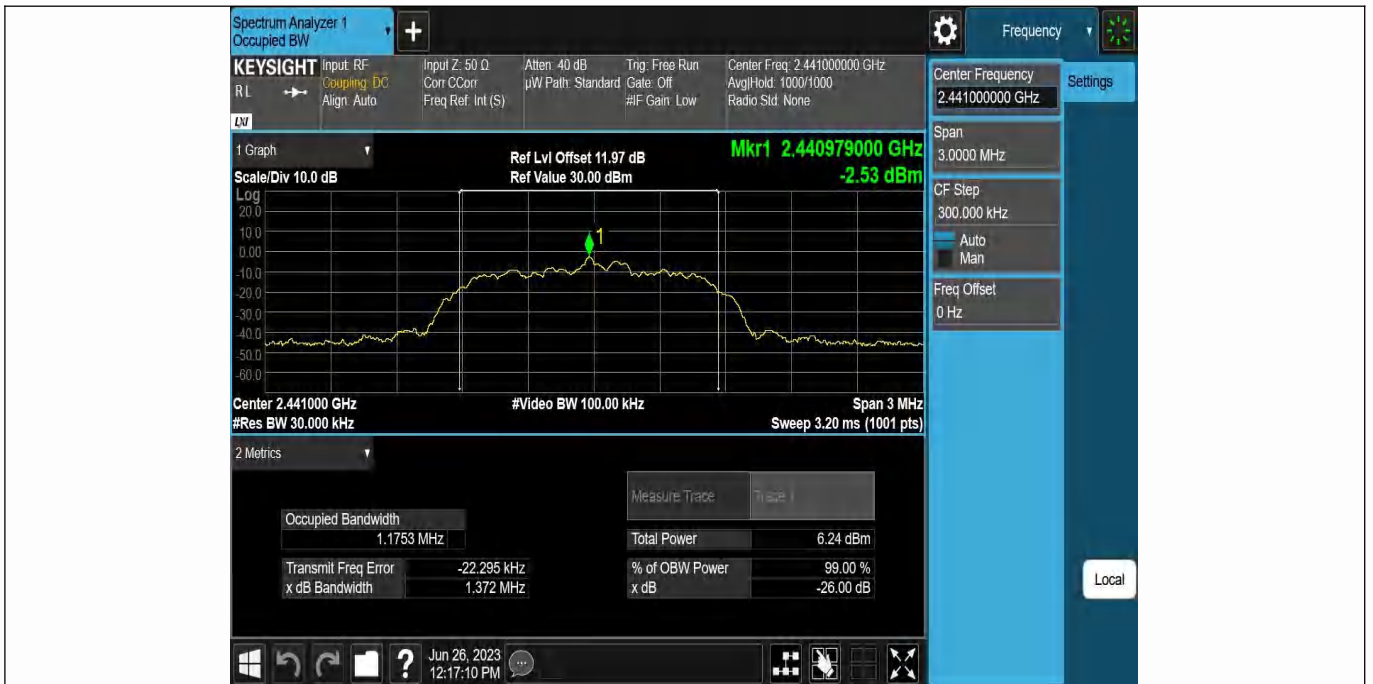 Spectrum Analyzer 1
Occupied BW
+
Frequency
KEYSIGHT
RL
LXI
Input: RF
Coupling: DC
Align: Auto
Input Z: 50 Ω
Corr CCorr
Freq Ref: Int (S)
Atten: 40 dB
µW Path: Standard
Trig: Free Run
Gate: Off
#IF Gain: Low
Center Freq: 2.441000000 GHz
Avg|Hold: 1000/1000
Radio Std: None
Center Frequency
2.441000000 GHz
Settings
Span
3.0000 MHz
CF Step
300.000 kHz
Auto
Man
Freq Offset
0 Hz
Local
1 Graph
Scale/Div 10.0 dB
Ref Lvl Offset 11.97 dB
Ref Value 30.00 dBm
Mkr1 2.440979000 GHz
-2.53 dBm
Log
20.0
10.0
0.00
-10.0
-20.0
-30.0
-40.0
-50.0
-60.0
1
Center 2.441000 GHz
#Video BW 100.00 kHz
Span 3 MHz
#Res BW 30.000 kHz
Sweep 3.20 ms (1001 pts)
2 Metrics
Measure Trace
Trace 1
Occupied Bandwidth
1.1753 MHz
Total Power
6.24 dBm
Transmit Freq Error
-22.295 kHz
% of OBW Power
99.00 %
x dB Bandwidth
1.372 MHz
x dB
-26.00 dB
?
Jun 26, 2023
12:17:10 PM